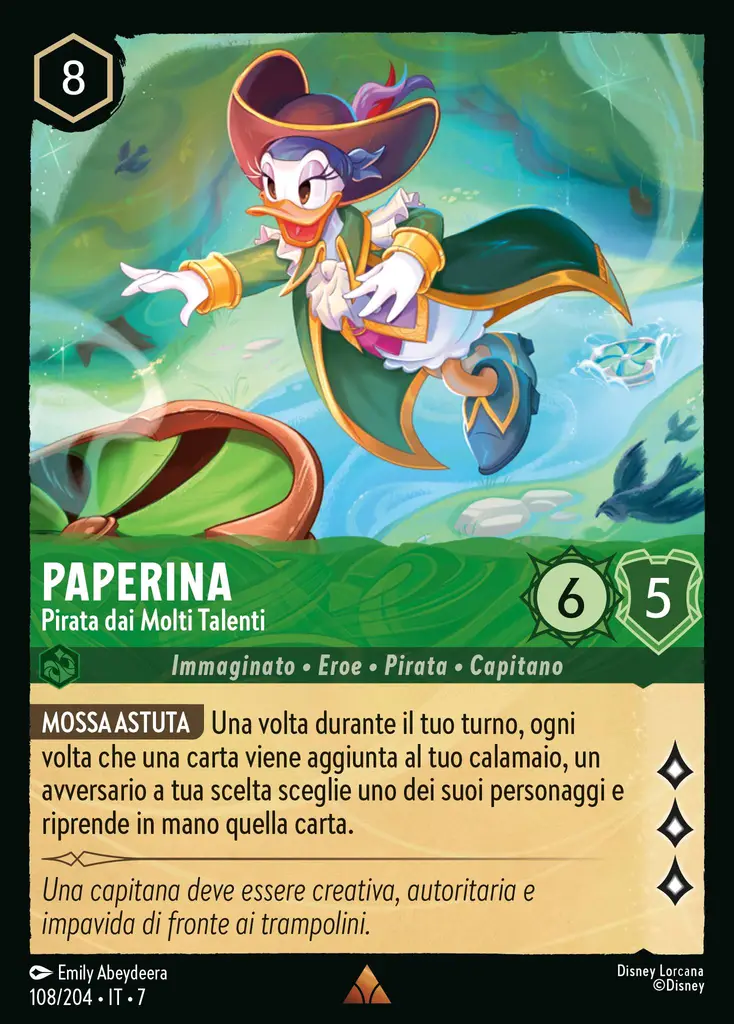 8
PAPERINA
Pirata dai Molti Talenti
6
5
Immaginato • Eroe • Pirata • Capitano
MOSSA ASTUTA Una volta durante il tuo turno, ogni
volta che una carta viene aggiunta al tuo calamaio, un
avversario a tua scelta sceglie uno dei suoi personaggi e
riprende in mano quella carta.
Una capitana deve essere creativa, autoritaria e
impavida di fronte ai trampolini.
Emily Abeydeera
108/204 • IT • 7
Disney Lorcana
©Disney